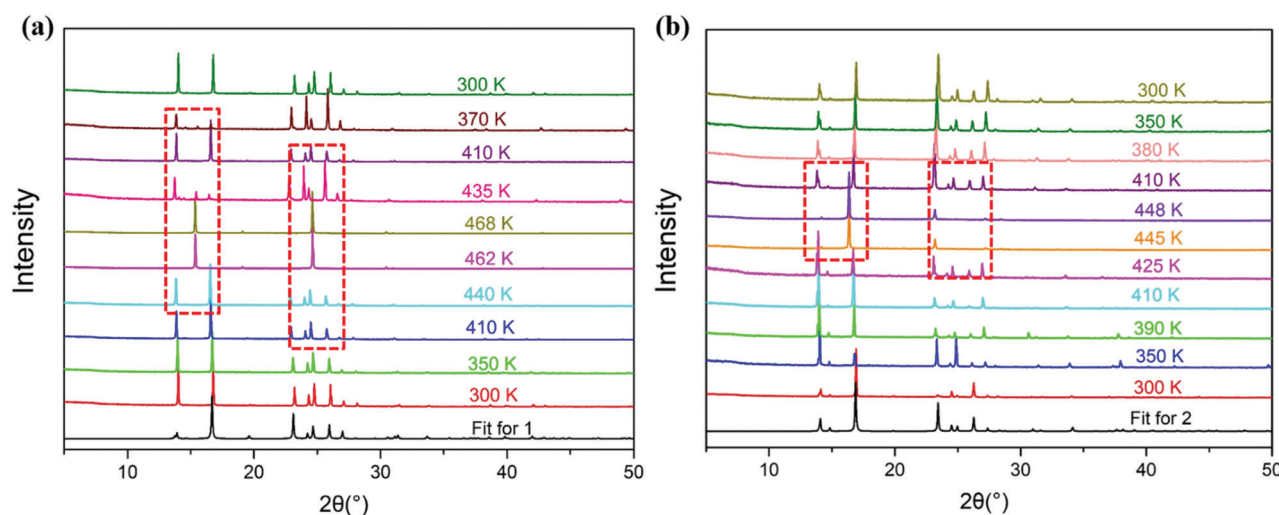 (a)
Intensity
300 K
370 K
410 K
435 K
468 K
462 K
440 K
410 K
350 K
300 K
Fit for 1
10 20 30 40 50
2θ(°)
(b)
Intensity
300 K
350 K
380 K
410 K
448 K
445 K
425 K
410 K
390 K
350 K
300 K
Fit for 2
10 20 30 40 50
2θ(°)